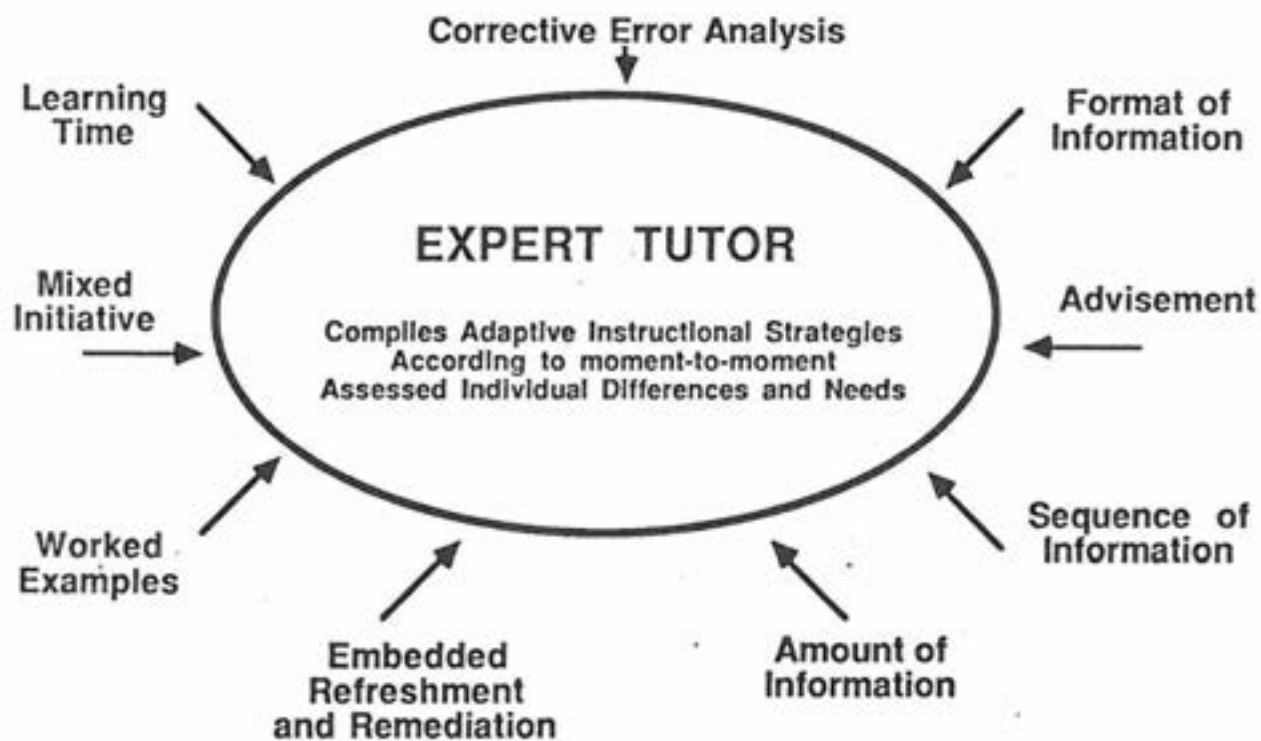 Corrective Error Analysis
Learning
Time
Format of
Information
EXPERT TUTOR
Mixed
Initiative
Advisement
Compiles Adaptive Instructional Strategies
According to moment-to-moment
Assessed Individual Differences and Needs
Worked
Examples
Sequence of
Information
Embedded
Refreshment
and Remediation
Amount of
Information